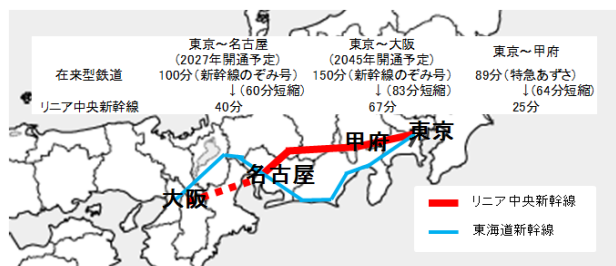 東京～名古屋 東京～大阪 東京～甲府
(2027年開通予定) (2045年開通予定)
在来型鉄道 100分(新幹線のぞみ号) 150分(新幹線のぞみ号) 89分(特急あずさ)
↓(60分短縮) ↓(83分短縮) ↓(64分短縮)
リニア中央新幹線 40分 67分 25分
東京
甲府
名古屋
大阪
リニア中央新幹線
東海道新幹線